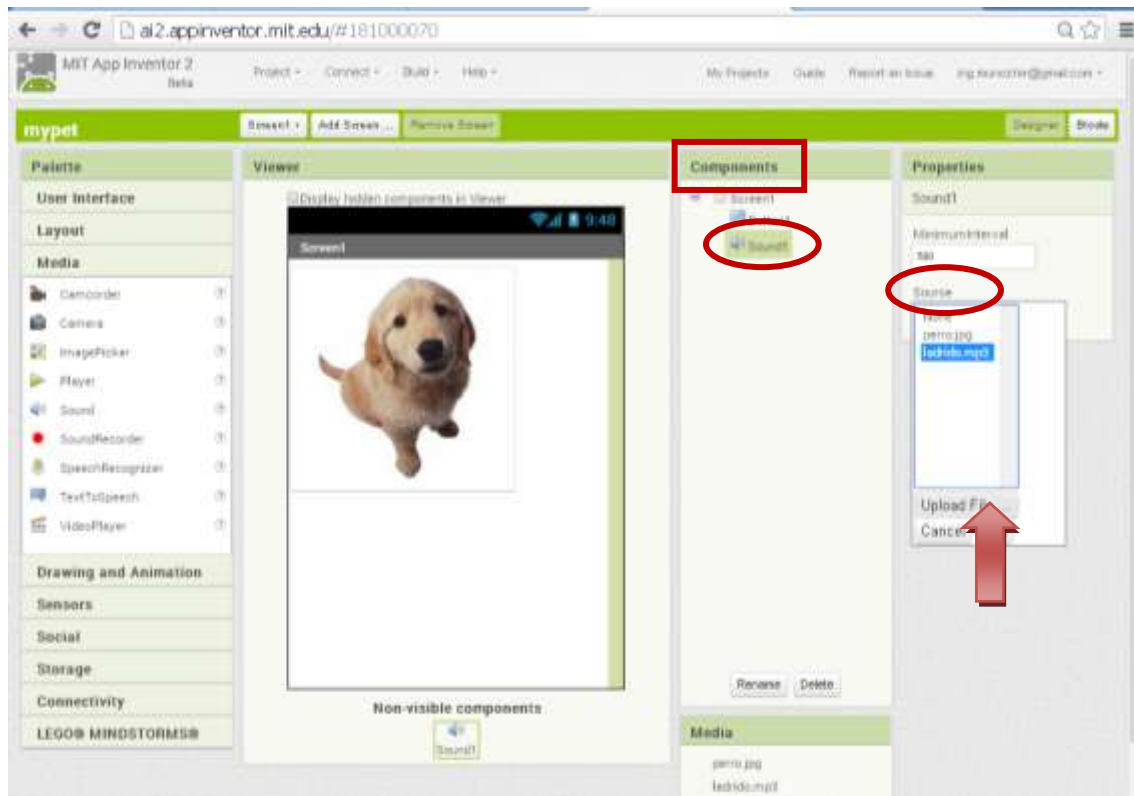 ai2.appinventor.mit.edu/#181000070
MIT App Inventor 2
Beta
Project Connect Build Help
My Projects Guide Report an Issue
mypet
Screen1 Add Screen ... Remove Screen
Designer Blocks
Palette
User Interface
Layout
Media
Camcorder
Camera
ImagePicker
Player
Sound
SoundRecorder
SpeechRecognizer
TextToSpeech
VideoPlayer
Drawing and Animation
Sensors
Social
Storage
Connectivity
LEGO® MINDSTORMS®
Viewer
Display hidden components in Viewer
9:48
Screen1
Non-visible components
Sound1
Components
Screen1
Button1
Sound1
Rename Delete
Media
perro.jpg
ladrido.mp3
Properties
Sound1
MinimumInterval
500
Source
None
perro.jpg
ladrido.mp3
Upload
Cancel